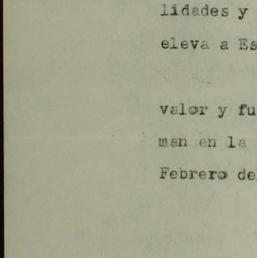 lidades y
eleva a Es
valor y fu
man en la
Febrero de